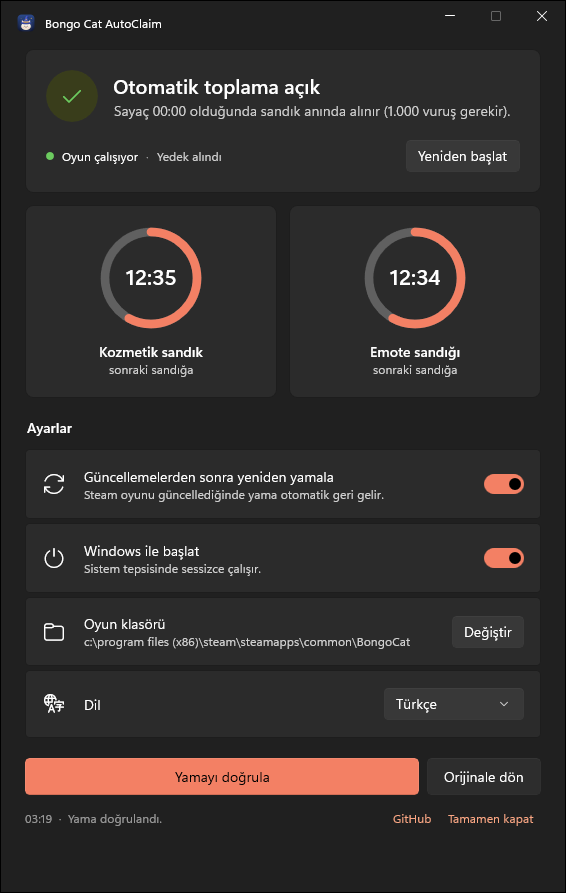 Bongo Cat AutoClaim
Otomatik toplama açık
Sayaç 00:00 olduğunda sandık anında alınır (1.000 vuruş gerekir).
Oyun çalışıyor · Yedek alındı
Yeniden başlat
12:35
Kozmetik sandık
sonraki sandığa
12:34
Emote sandığı
sonraki sandığa
Ayarlar
Güncellemelerden sonra yeniden yamala
Steam oyunu güncellediğinde yama otomatik geri gelir.
Windows ile başlat
Sistem tepsisinde sessizce çalışır.
Oyun klasörü
c:\program files (x86)\steam\steamapps\common\BongoCat
Değiştir
Dil
Türkçe
Yamayı doğrula
Orijinale dön
03:19 · Yama doğrulandı.
GitHub
Tamamen kapat